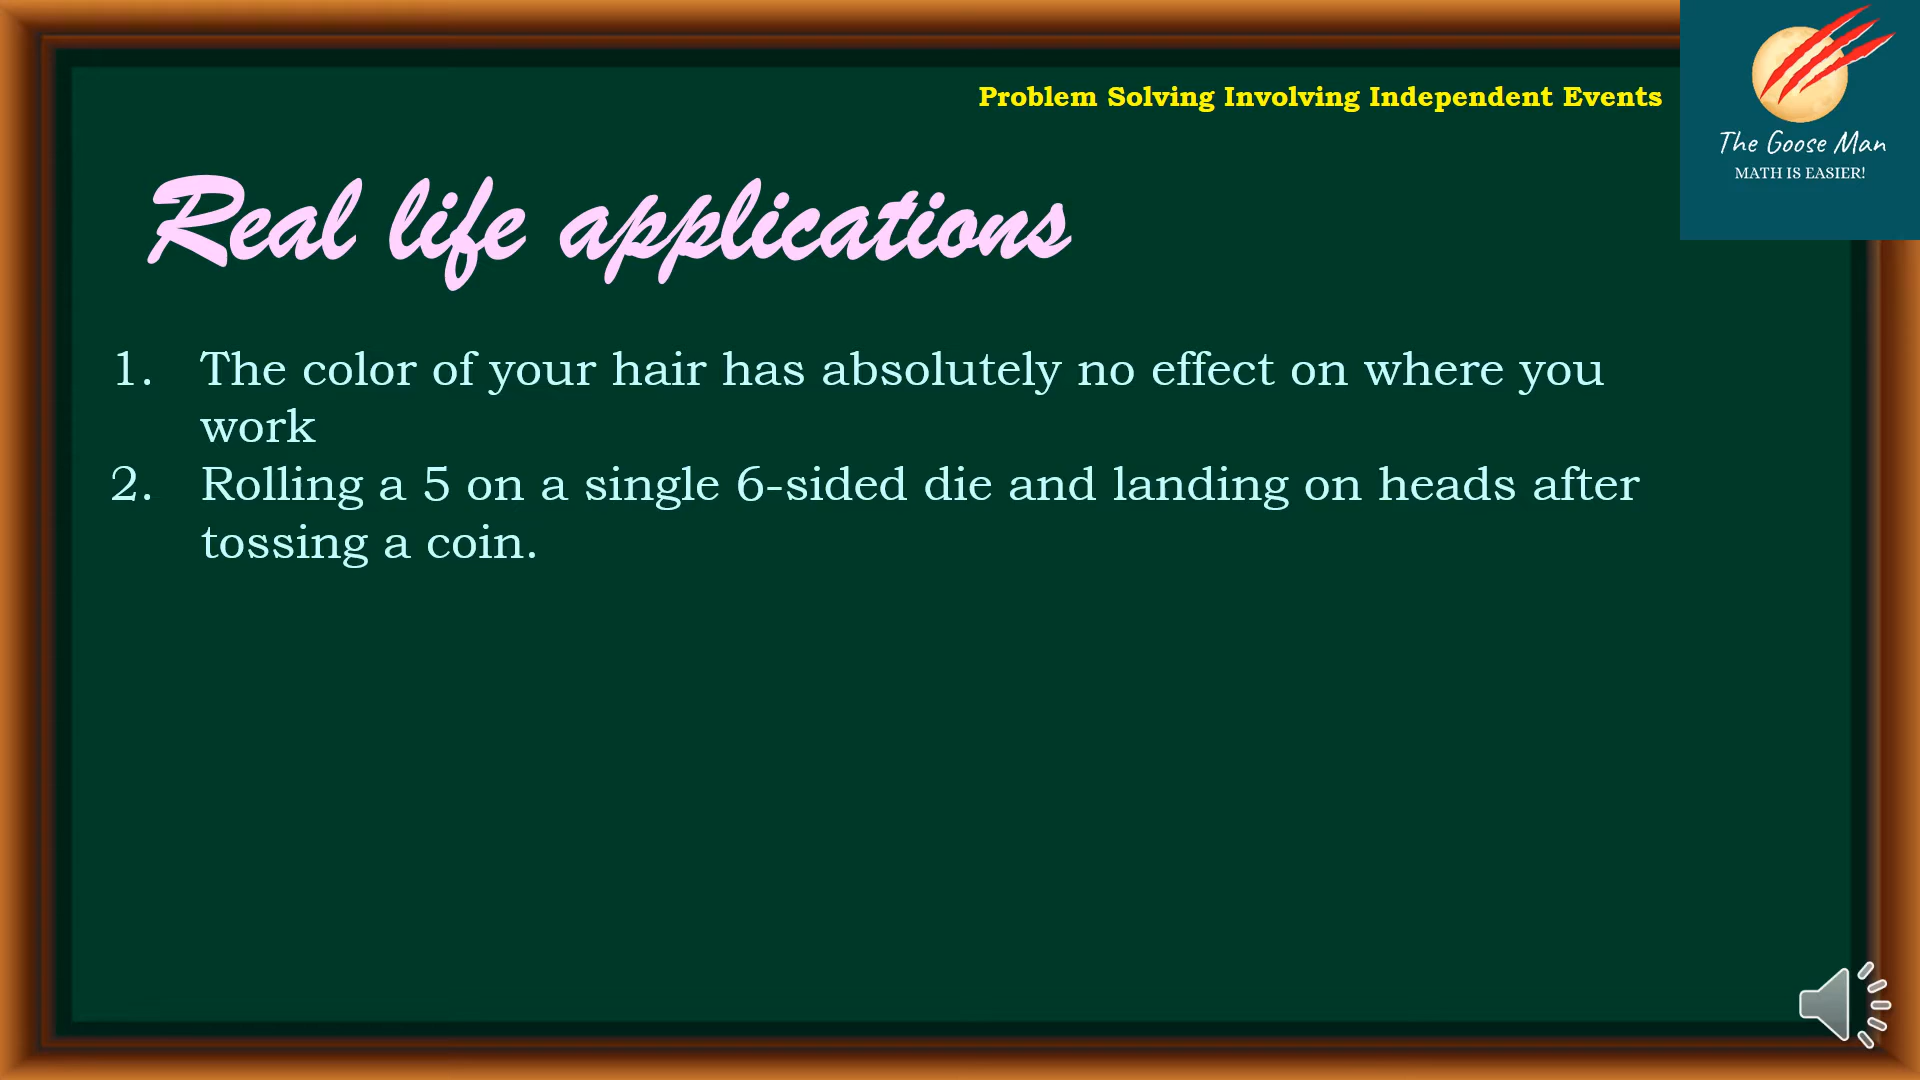 Problem Solving Involving Independent Events
The Goose Man
MATH IS EASIER!
Real life applications
1. The color of your hair has absolutely no effect on where you
work
2. Rolling a 5 on a single 6-sided die and landing on heads after
tossing a coin.